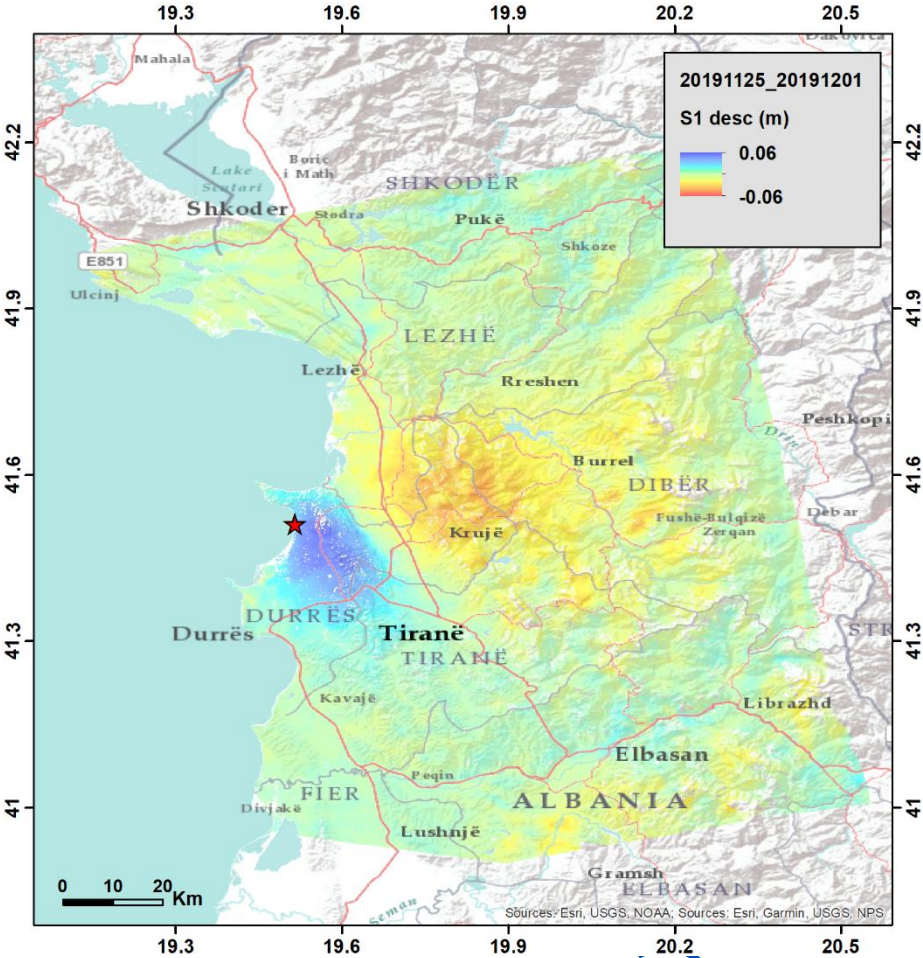 19.3 19.6 19.9 20.2 20.5
Mahala
20191125_20191201
S1 desc (m)
0.06
-0.06
42.2
42.2
Boric
i Math
Lake
Scutari
SHKODËR
Shkoder
Stodra
Pukë
Shkoze
E851
Ulcinj
41.9
41.9
LEZHË
Lezhë
Rreshen
Peshkopi
Drin
41.6
41.6
Burrel
DIBËR
Fushë-Bulqizë
Zerqan
Debar
Krujë
DURRËS
Durrës
Tiranë
TIRANË
STR
41.3
41.3
Kavajë
Librazhd
Elbasan
Peqin
FIER
ALBANIA
41
41
Divjakë
Lushnjë
Gramsh
ELBASAN
Seman
0 10 20 Km
Sources: Esri, USGS, NOAA; Sources: Esri, Garmin, USGS, NPS
19.3 19.6 19.9 20.2 20.5